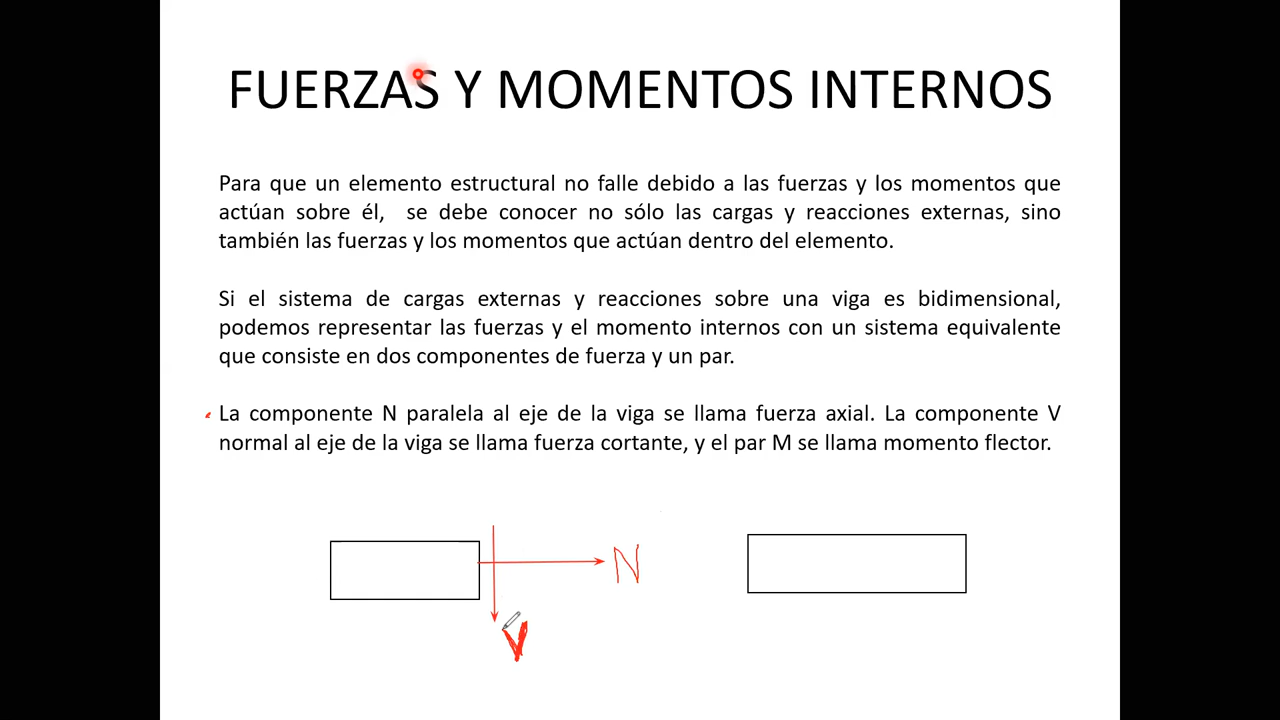 FUERZAS Y MOMENTOS INTERNOS
Para que un elemento estructural no falle debido a las fuerzas y los momentos que
actúan sobre él, se debe conocer no sólo las cargas y reacciones externas, sino
también las fuerzas y los momentos que actúan dentro del elemento.
Si el sistema de cargas externas y reacciones sobre una viga es bidimensional,
podemos representar las fuerzas y el momento internos con un sistema equivalente
que consiste en dos componentes de fuerza y un par.
La componente N paralela al eje de la viga se llama fuerza axial. La componente V
normal al eje de la viga se llama fuerza cortante, y el par M se llama momento flector.
N
V